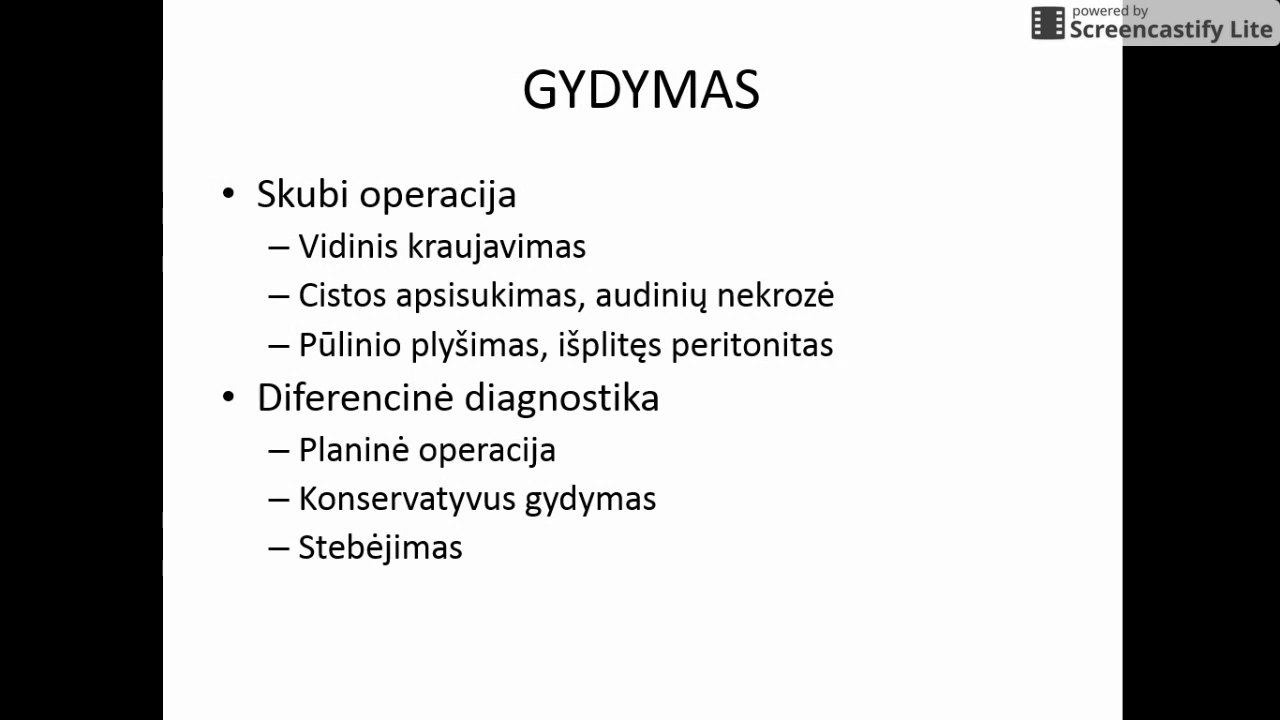 powered by
Screencastify Lite
GYDYMAS
• Skubi operacija
– Vidinis kraujavimas
– Cistos apsisukimas, audinių nekrozė
– Pūlinio plyšimas, išplitęs peritonitas
• Diferencinė diagnostika
– Planinė operacija
– Konservatyvus gydymas
– Stebėjimas